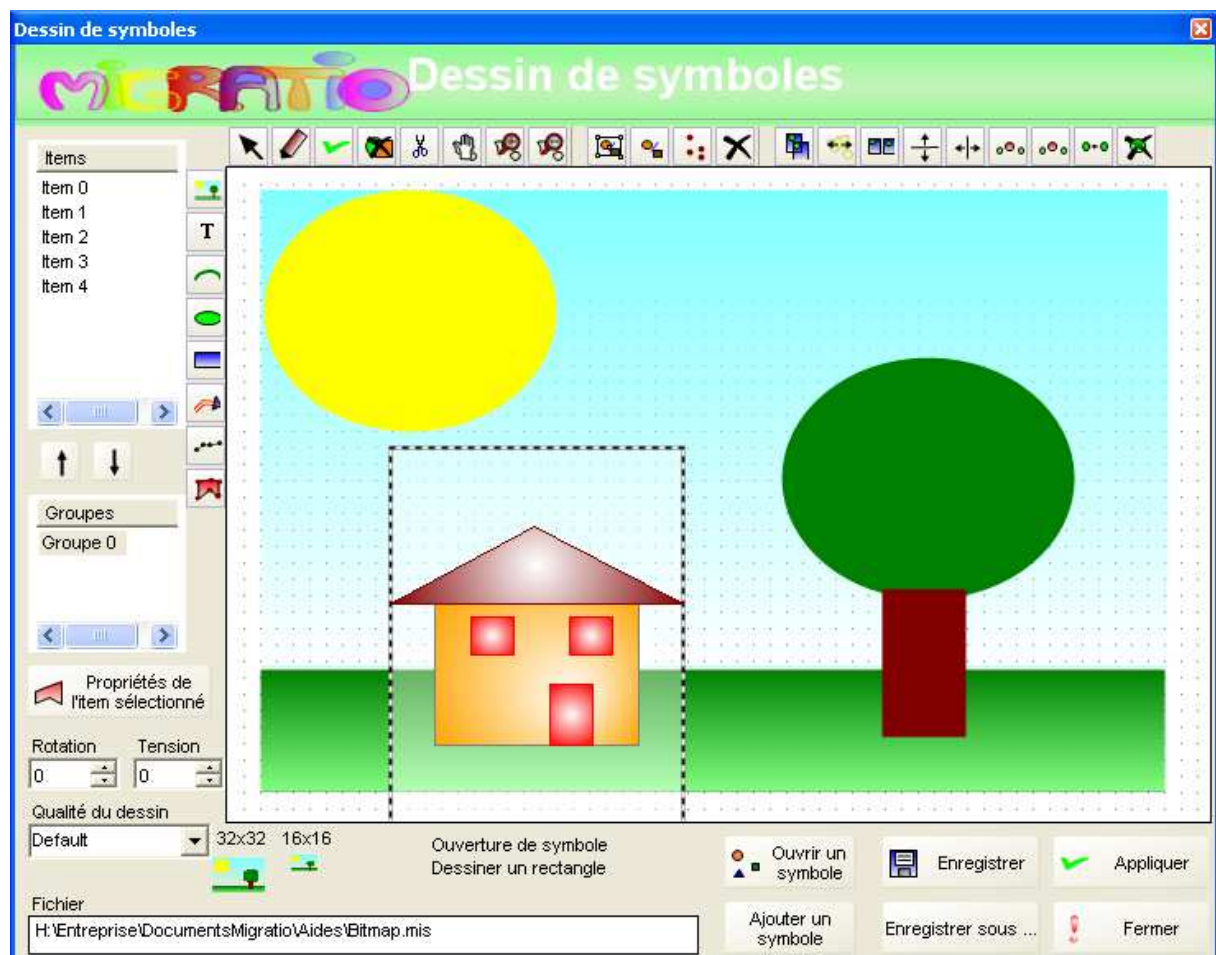 Dessin de symboles
MIGRATIO Dessin de symboles
Items
Item 0
Item 1
Item 2
Item 3
Item 4
T
Groupes
Groupe 0
Propriétés de
l'item sélectionné
Rotation Tension
0 0
Qualité du dessin
Default
32x32 16x16
Ouverture de symbole
Dessiner un rectangle
Ouvrir un
symbole
Enregistrer
Appliquer
Fichier
H:\Entreprise\DocumentsMigratio\Aides\Bitmap.mis
Ajouter un
symbole
Enregistrer sous ...
Fermer